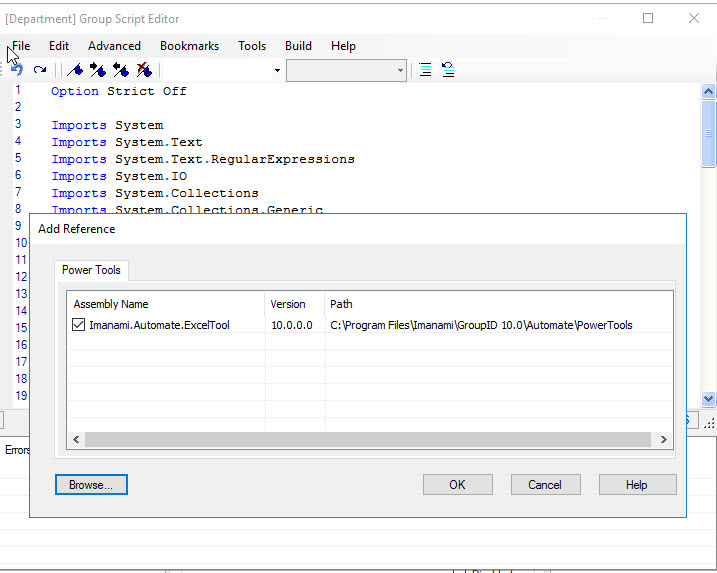 [Department] Group Script Editor
File Edit Advanced Bookmarks Tools Build Help
1 Option Strict Off
2
3 Imports System
4 Imports System.Text
5 Imports System.Text.RegularExpressions
6 Imports System.IO
7 Imports System.Collections
8 Imports System.Collections.Generic
9
10
11
12
13
14
15
16
17
18
19
Add Reference
Power Tools
Assembly Name Version Path
Imanami.Automate.ExcelTool 10.0.0.0 C:\Program Files\Imanami\GroupID 10.0\Automate\PowerTools
Errors
Browse... OK Cancel Help